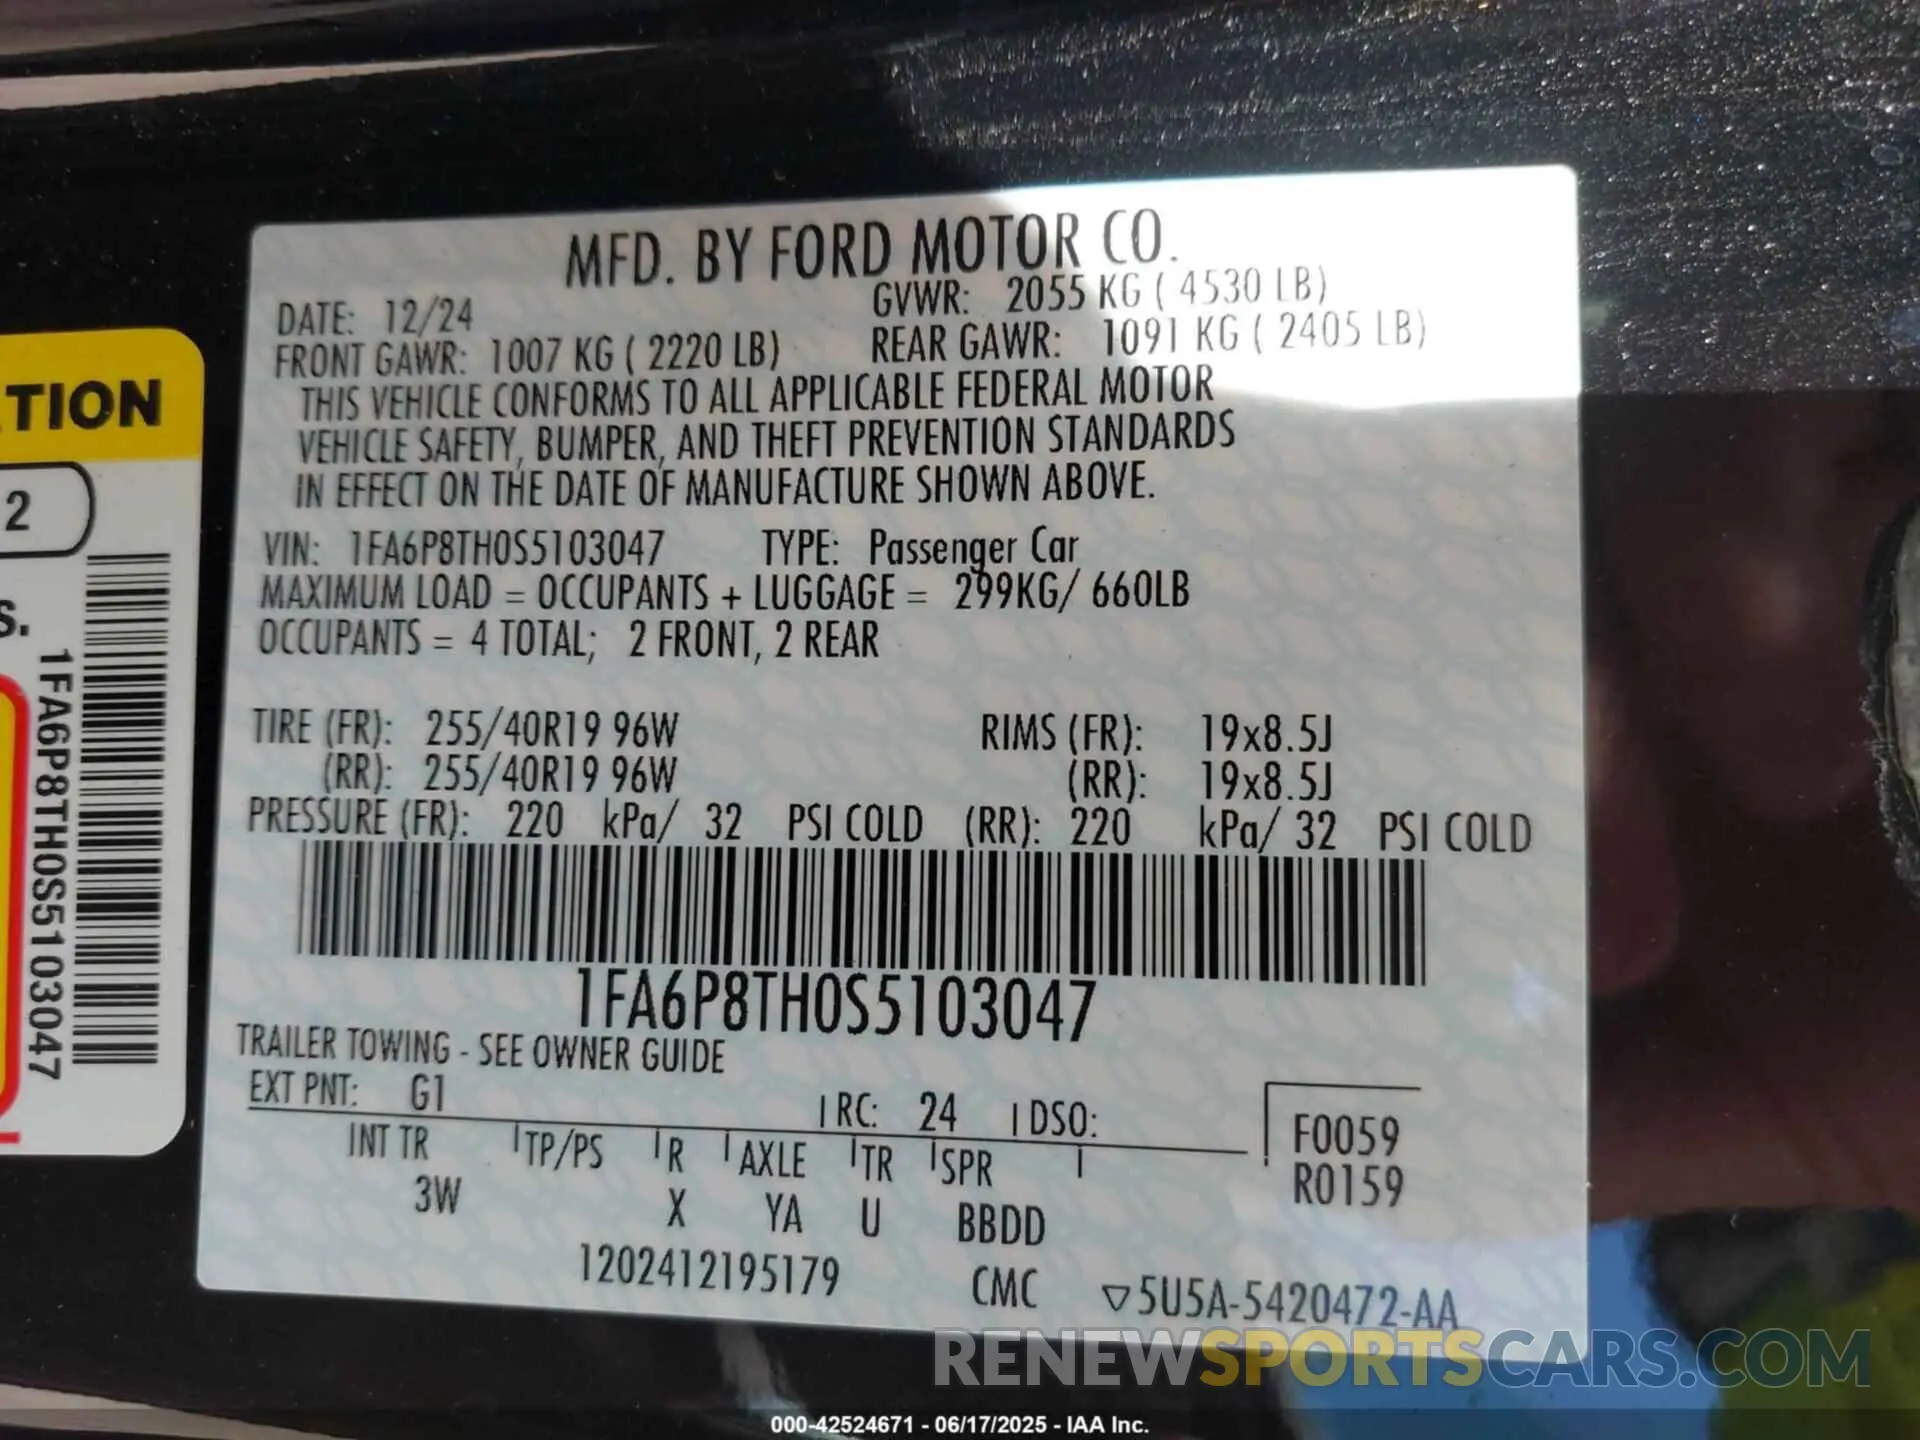 MFD. BY FORD MOTOR CO.
DATE: 12/24 GVWR: 2055 KG ( 4530 LB)
FRONT GAWR: 1007 KG ( 2220 LB) REAR GAWR: 1091 KG ( 2405 LB)
THIS VEHICLE CONFORMS TO ALL APPLICABLE FEDERAL MOTOR
VEHICLE SAFETY, BUMPER, AND THEFT PREVENTION STANDARDS
IN EFFECT ON THE DATE OF MANUFACTURE SHOWN ABOVE.
VIN: 1FA6P8TH0S5103047 TYPE: Passenger Car
MAXIMUM LOAD = OCCUPANTS + LUGGAGE = 299KG/ 660LB
OCCUPANTS = 4 TOTAL; 2 FRONT, 2 REAR
TIRE (FR): 255/40R19 96W RIMS (FR): 19x8.5J
(RR): 255/40R19 96W (RR): 19x8.5J
PRESSURE (FR): 220 kPa/ 32 PSI COLD (RR): 220 kPa/ 32 PSI COLD
1FA6P8TH0S5103047
TRAILER TOWING - SEE OWNER GUIDE
EXT PNT: G1 RC: 24 DSO:
INT TR TP/PS R AXLE TR SPR
3W X YA U BBDD
F0059
R0159
1202412195179 CMC ▽5U5A-5420472-AA
TION
2
S.
1FA6P8TH0S5103047
RENEWSPORTSCARS.COM
000-42524671 - 06/17/2025 - IAA Inc.